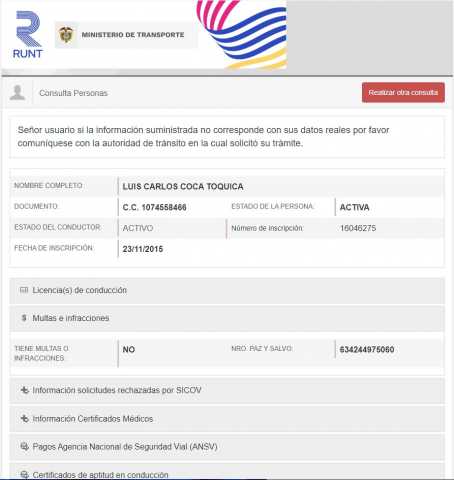 RUNT
MINISTERIO DE TRANSPORTE
Consulta Personas
Realizar otra consulta
Señor usuario si la información suministrada no corresponde con sus datos reales por favor
comuníquese con la autoridad de tránsito en la cual solicitó su trámite.
NOMBRE COMPLETO LUIS CARLOS COCA TOQUICA
DOCUMENTO: C.C. 1074558466 ESTADO DE LA PERSONA: ACTIVA
ESTADO DEL CONDUCTOR: ACTIVO Número de inscripción: 16046275
FECHA DE INSCRIPCIÓN: 23/11/2015
Licencia(s) de conducción
$ Multas e infracciones
TIENE MULTAS O
INFRACCIONES: NO NRO. PAZ Y SALVO: 634244975060
Información solicitudes rechazadas por SICOV
Información Certificados Médicos
Pagos Agencia Nacional de Seguridad Vial (ANSV)
Certificados de aptitud en conducción